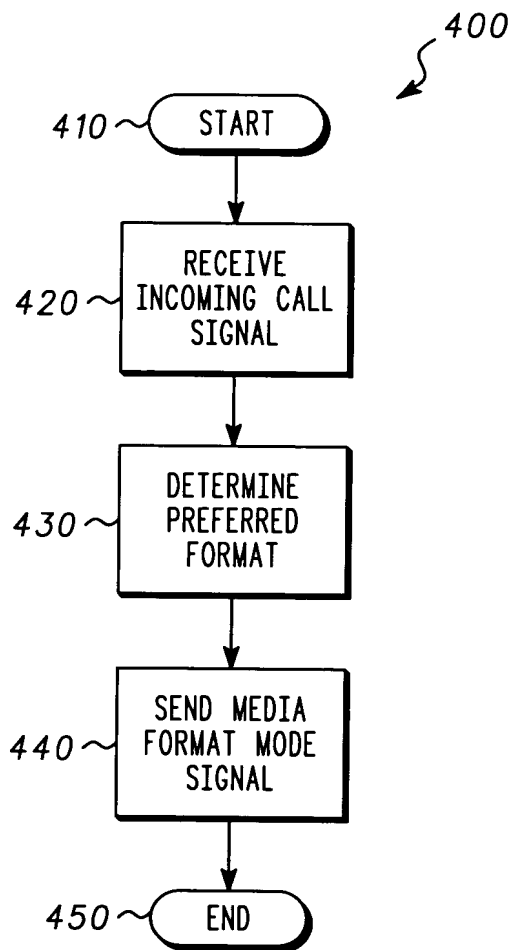 400
410
START
420
RECEIVE
INCOMING CALL
SIGNAL
430
DETERMINE
PREFERRED
FORMAT
440
SEND MEDIA
FORMAT MODE
SIGNAL
450
END